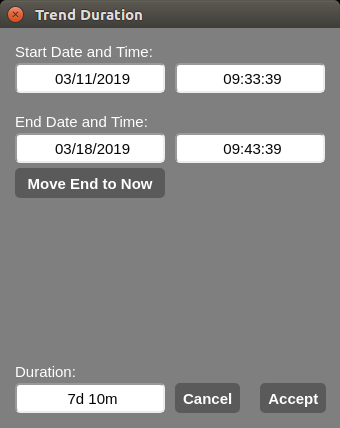 Trend Duration
Start Date and Time:
03/11/2019 09:33:39
End Date and Time:
03/18/2019 09:43:39
Move End to Now
Duration:
7d 10m Cancel Accept